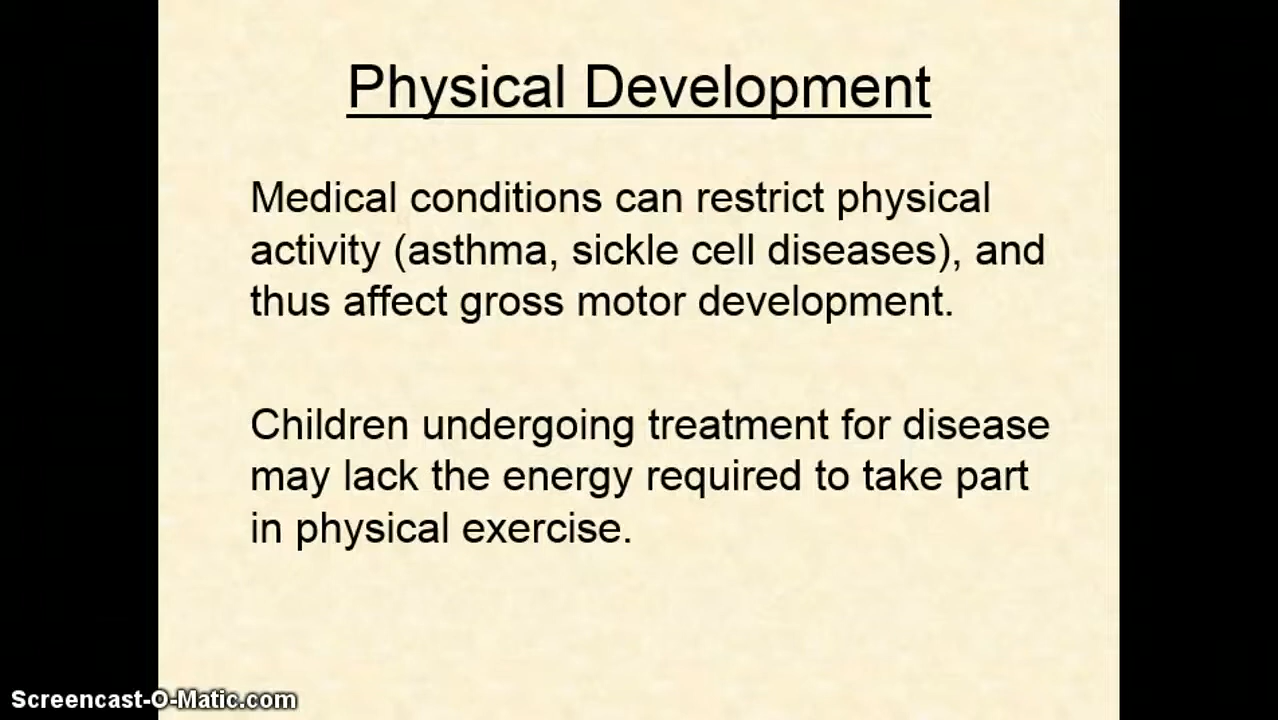 Physical Development
Medical conditions can restrict physical
activity (asthma, sickle cell diseases), and
thus affect gross motor development.
Children undergoing treatment for disease
may lack the energy required to take part
in physical exercise.
Screencast-O-Matic.com